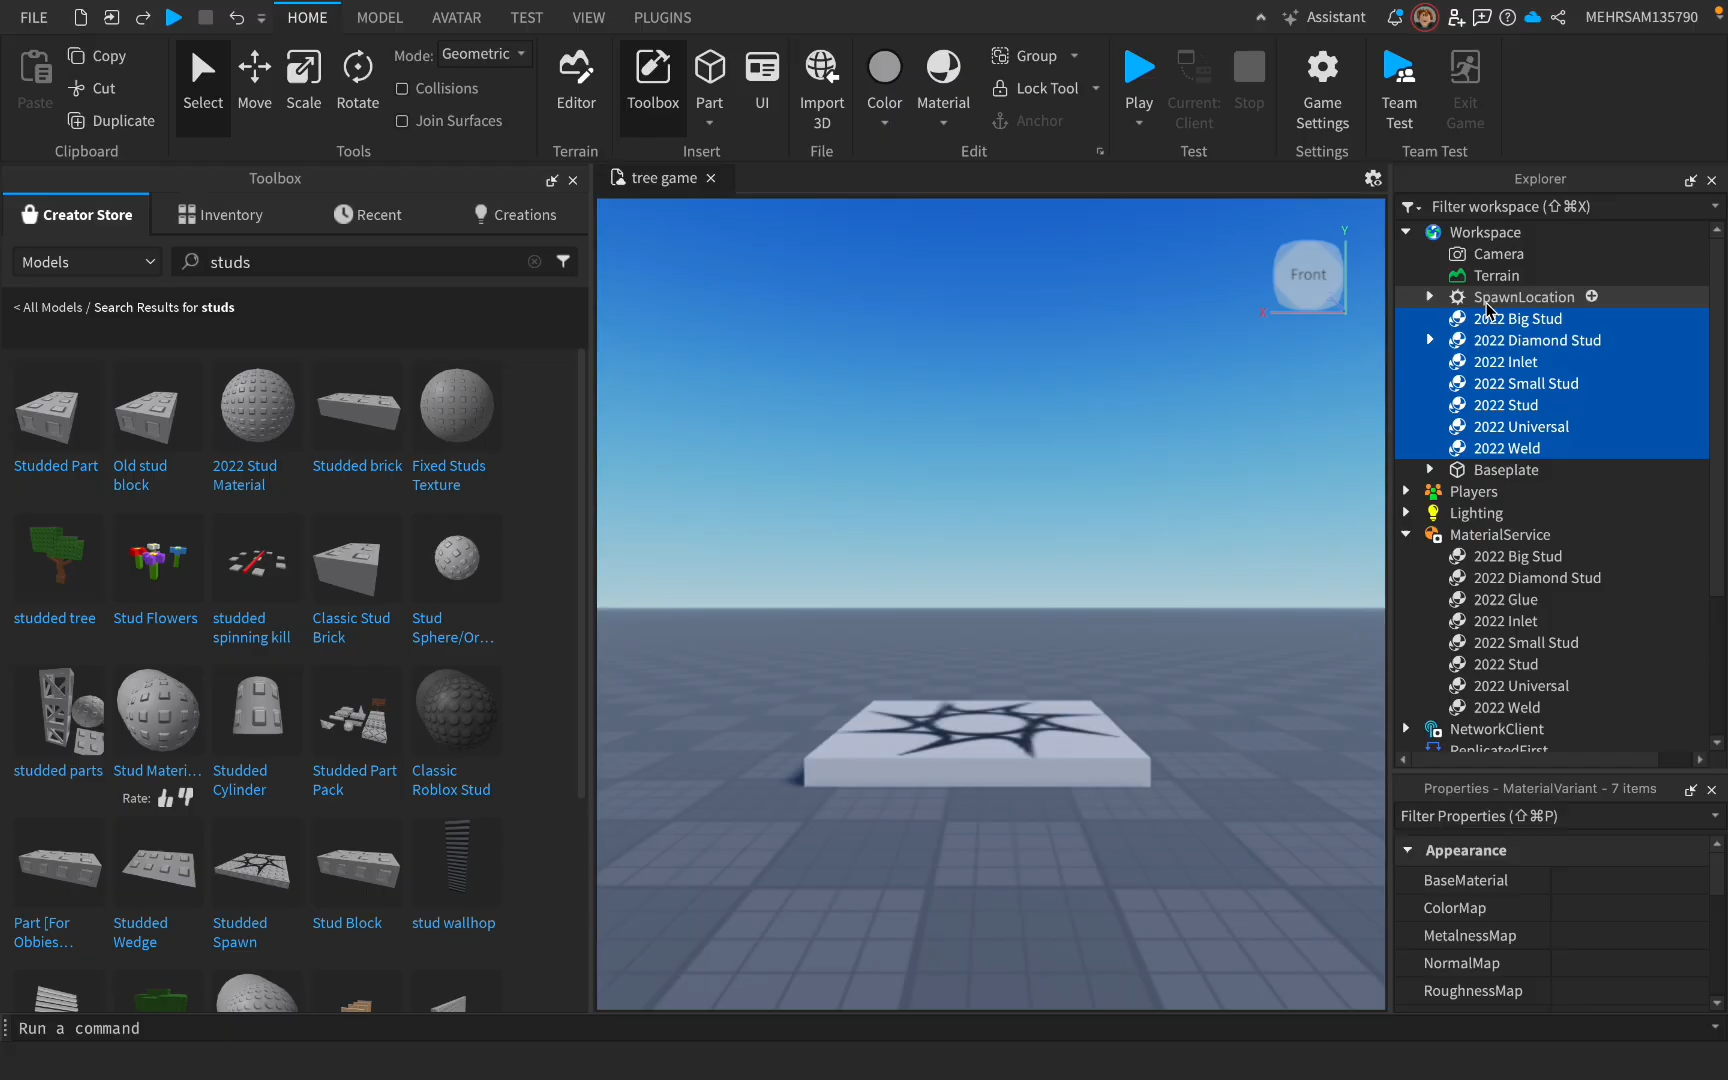 FILE
HOME
MODEL
AVATAR
TEST
VIEW
PLUGINS
Assistant
MEHRSAM135790
Paste
Copy
Cut
Duplicate
Clipboard
Select
Move
Scale
Rotate
Mode: Geometric
Collisions
Join Surfaces
Tools
Editor
Terrain
Toolbox
Part
UI
Insert
Import
3D
File
Color
Material
Group
Lock Tool
Anchor
Edit
Play
Current:
Client
Stop
Test
Game
Settings
Settings
Team
Test
Exit
Game
Team Test
Toolbox
Creator Store
Inventory
Recent
Creations
Models
studs
< All Models / Search Results for studs
Studded Part
Old stud
block
2022 Stud
Material
Studded brick
Fixed Studs
Texture
studded tree
Stud Flowers
studded
spinning kill
Classic Stud
Brick
Stud
Sphere/Or...
studded parts
Stud Materi...
Rate:
Studded
Cylinder
Studded Part
Pack
Classic
Roblox Stud
Part [For
Obbies...
Studded
Wedge
Studded
Spawn
Stud Block
stud wallhop
Run a command
tree game
Front
Y
X
Explorer
Filter workspace (⇧⌘X)
Workspace
Camera
Terrain
SpawnLocation
2022 Big Stud
2022 Diamond Stud
2022 Inlet
2022 Small Stud
2022 Stud
2022 Universal
2022 Weld
Baseplate
Players
Lighting
MaterialService
2022 Big Stud
2022 Diamond Stud
2022 Glue
2022 Inlet
2022 Small Stud
2022 Stud
2022 Universal
2022 Weld
NetworkClient
ReplicatedFirst
Properties - MaterialVariant - 7 items
Filter Properties (⇧⌘P)
Appearance
BaseMaterial
ColorMap
MetalnessMap
NormalMap
RoughnessMap